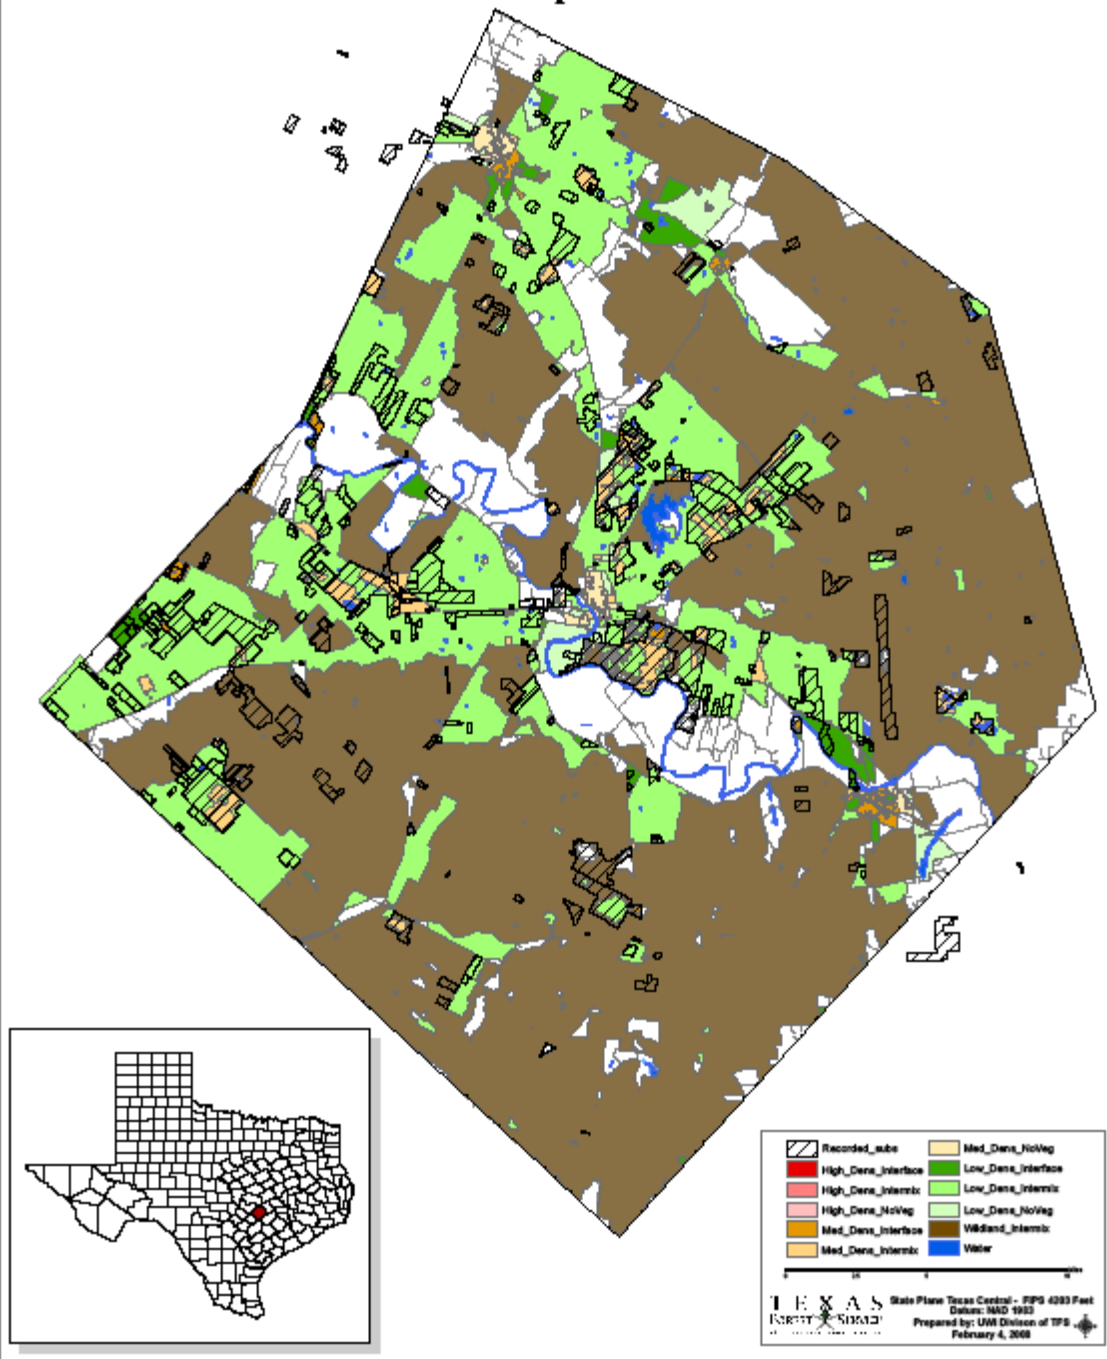 Recorded_subs
High_Dens_Interface
High_Dens_Intermix
High_Dens_NoVeg
Med_Dens_Interface
Med_Dens_Intermix
Med_Dens_NoVeg
Low_Dens_Interface
Low_Dens_Intermix
Low_Dens_NoVeg
Wildland_Intermix
Water
TEXAS
FOREST SERVICE
State Plane Texas Central - FIPS 4203 Feet
Datum: NAD 1983
Prepared by: UWI Divison of TFS
February 4, 2008